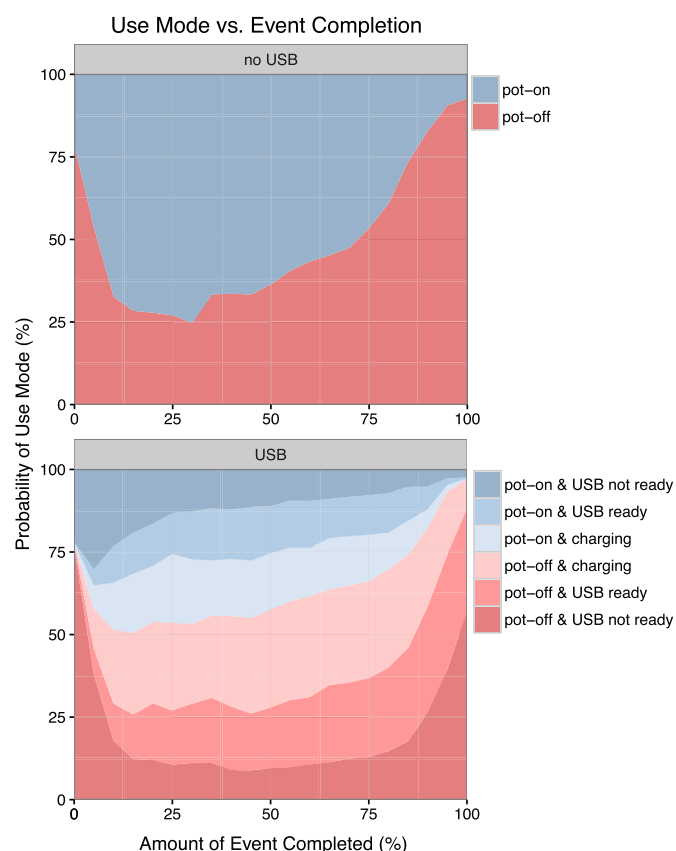 Use Mode vs. Event Completion
no USB
100
75
50
25
0
0 25 50 75 100
pot−on
pot−off
Probability of Use Mode (%)
USB
100
75
50
25
0
0 25 50 75 100
pot−on & USB not ready
pot−on & USB ready
pot−on & charging
pot−off & charging
pot−off & USB ready
pot−off & USB not ready
Amount of Event Completed (%)